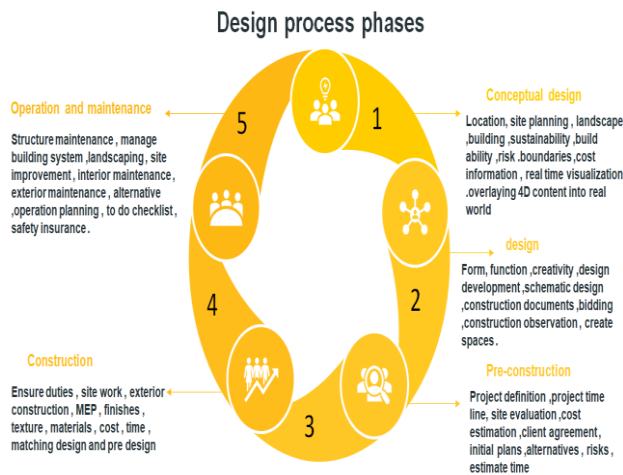 Design process phases
1
Conceptual design
Location, site planning , landscape
,building ,sustainability ,build
ability ,risk .boundaries,cost
information , real time visualization
.overlaying 4D content into real
world
2
design
Form, function ,creativity ,design
development ,schematic design
,construction documents ,bidding
,construction observation , create
spaces .
3
Pre-construction
Project definition ,project time
line, site evaluation ,cost
estimation ,client agreement ,
initial plans ,alternatives , risks ,
estimate time
4
Construction
Ensure duties , site work , exterior
construction , MEP , finishes ,
texture , materials , cost , time ,
matching design and pre design
5
Operation and maintenance
Structure maintenance , manage
building system ,landscaping , site
improvement , interior maintenance ,
exterior maintenance , alternative
,operation planning , to do checklist ,
safety insurance .